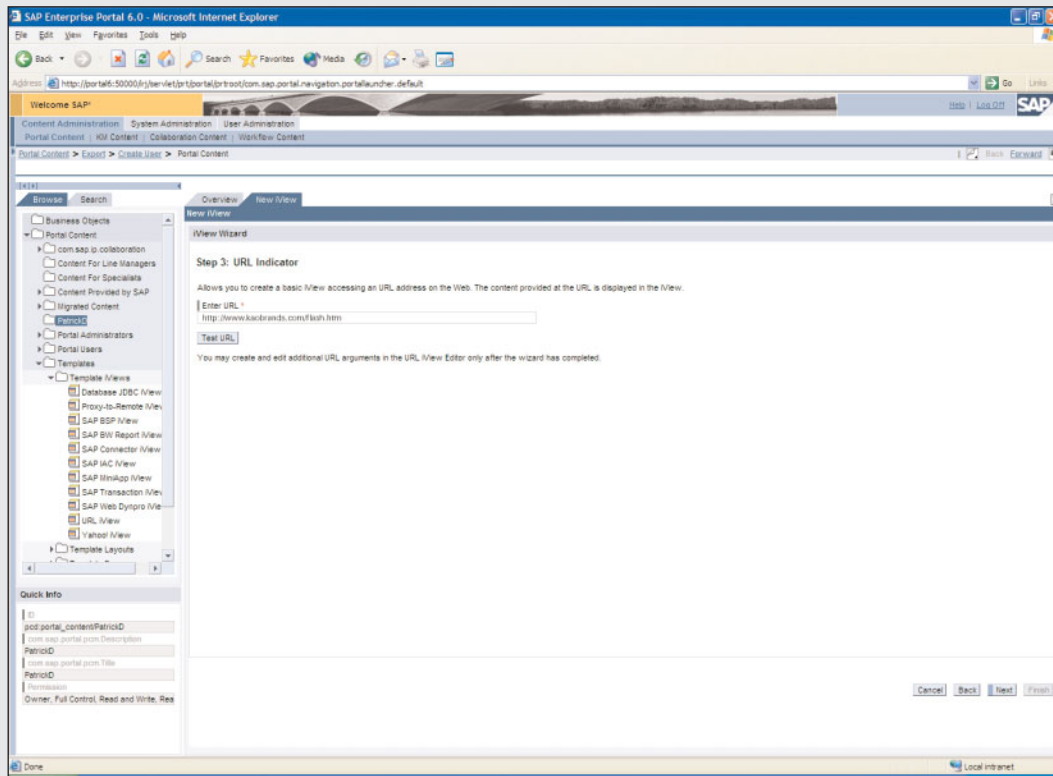 SAP Enterprise Portal 6.0 - Microsoft Internet Explorer
File Edit View Favorites Tools Help
Back Search Favorites Media
Address http://portal6:50000/irj/servlet/prt/portal/prtroot/com.sap.portal.navigation.portallauncher.default Go Links
Welcome SAP* Help | Log Off SAP
Content Administration System Administration User Administration
Portal Content | KM Content | Collaboration Content | Workflow Content
Portal Content > Export > Create User > Portal Content Back Forward
Browse Search
Overview New iView
New iView
iView Wizard
Step 3: URL Indicator
Allows you to create a basic iView accessing an URL address on the Web. The content provided at the URL is displayed in the iView.
Enter URL *
http://www.kaobrands.com/flash.htm
Test URL
You may create and edit additional URL arguments in the URL iView Editor only after the wizard has completed.
Business Objects
Portal Content
com.sap.ip.collaboration
Content For Line Managers
Content For Specialists
Content Provided by SAP
Migrated Content
PatrickD
Portal Administrators
Portal Users
Templates
Template iViews
Database JDBC iView
Proxy-to-Remote iView
SAP BSP iView
SAP BW Report iView
SAP Connector iView
SAP IAC iView
SAP MiniApp iView
SAP Transaction iView
SAP Web Dynpro iVie
URL iView
Yahoo! iView
Template Layouts
Quick Info
ID
pcd:portal_content/PatrickD
com.sap.portal.pcm.Description
PatrickD
com.sap.portal.pcm.Title
PatrickD
Permission
Owner, Full Control, Read and Write, Rea
Cancel Back Next Finish
Done Local intranet